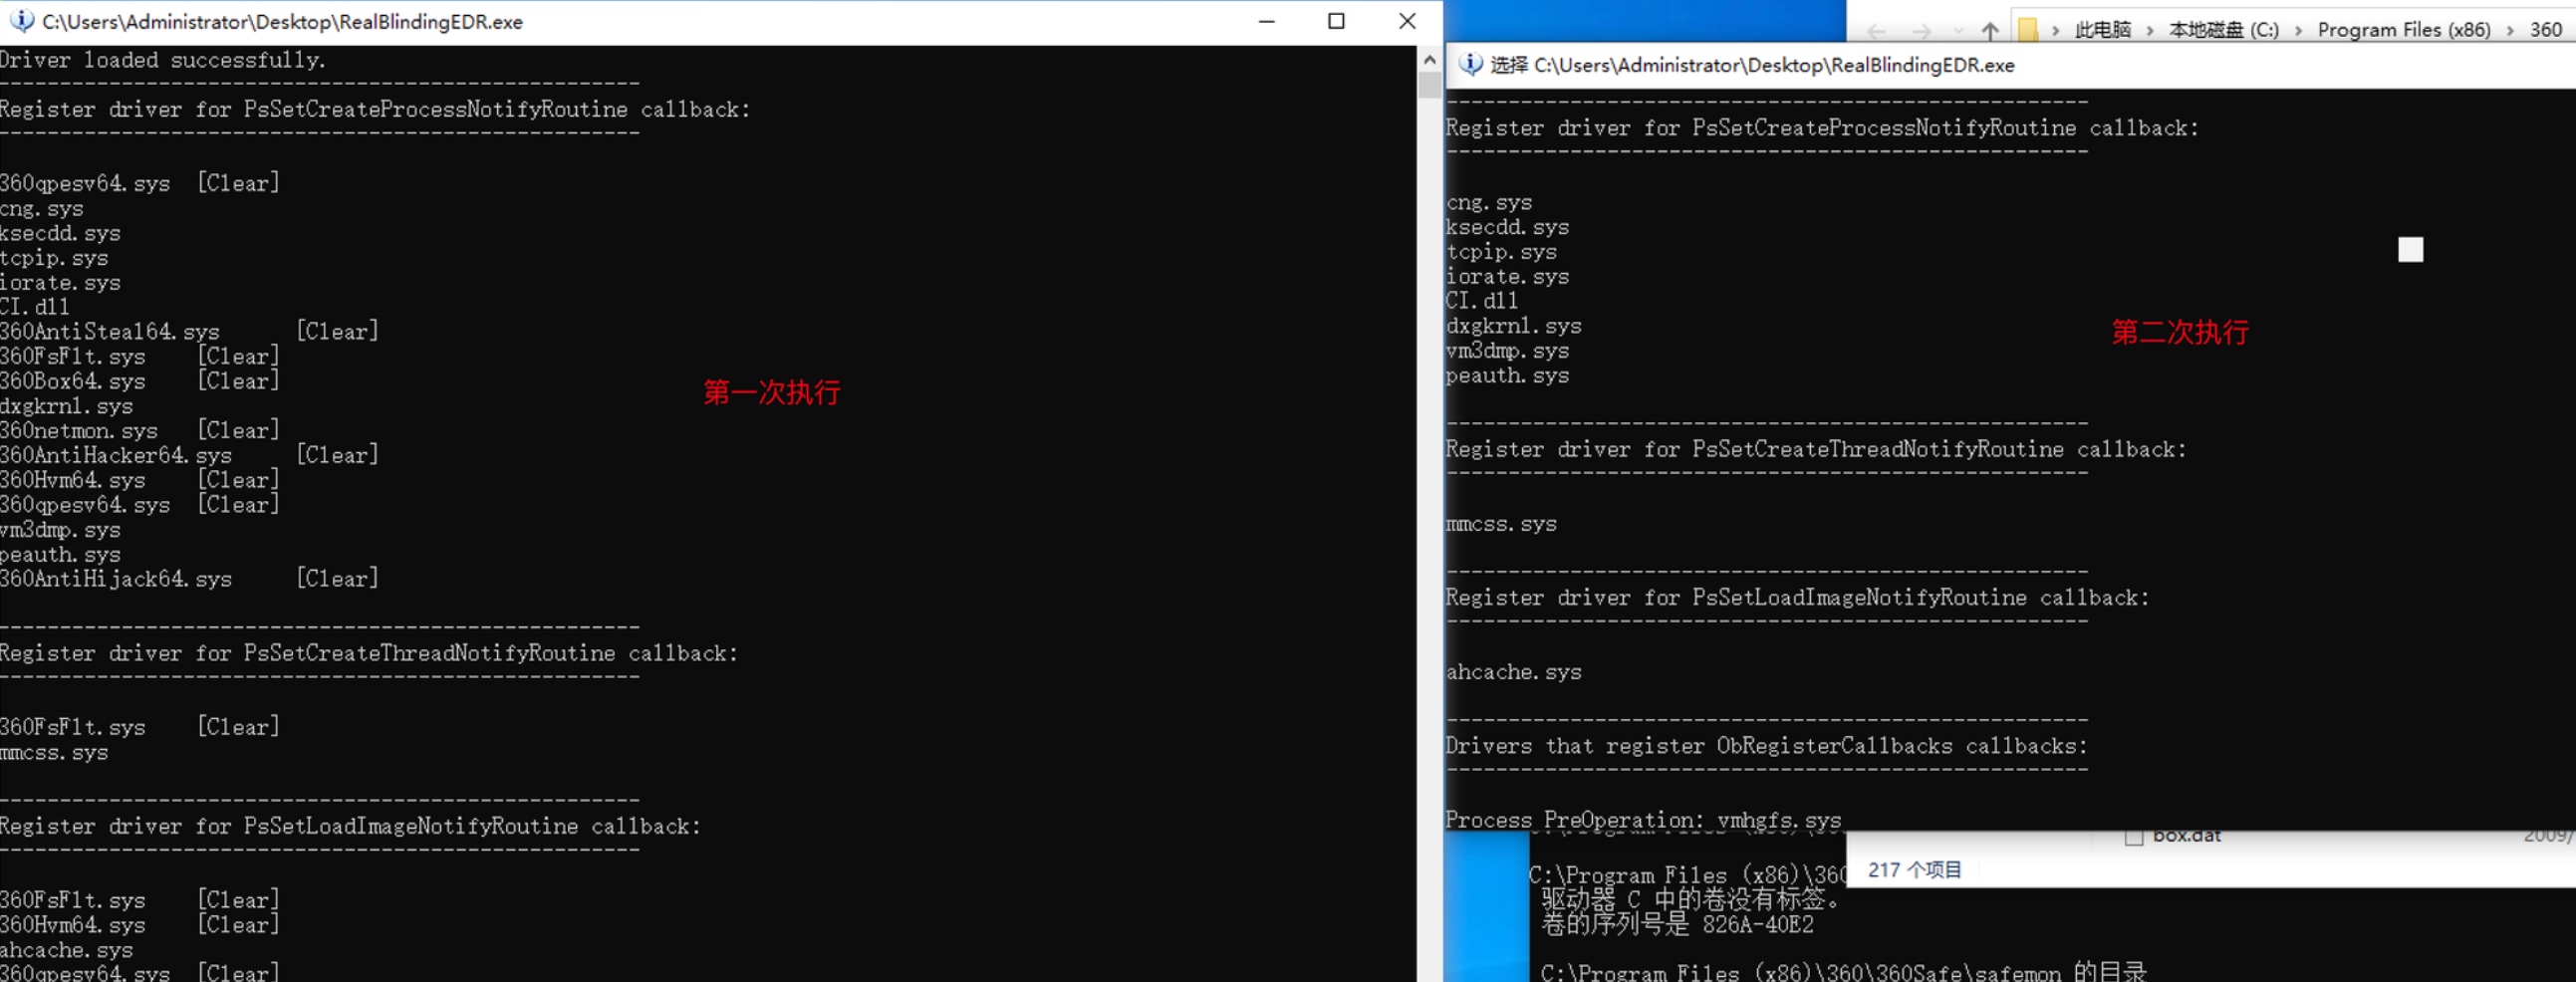 C:\Users\Administrator\Desktop\RealBlindingEDR.exe
Driver loaded successfully.
----------------------------------------------------
Register driver for PsSetCreateProcessNotifyRoutine callback:
----------------------------------------------------
360qpesv64.sys [Clear]
cng.sys
ksecdd.sys
tcpip.sys
iorate.sys
CI.dll
360AntiSteal64.sys [Clear]
360FsFlt.sys [Clear]
360Box64.sys [Clear]
dxgkrnl.sys
360netmon.sys [Clear]
360AntiHacker64.sys [Clear]
360Hvm64.sys [Clear]
360qpesv64.sys [Clear]
vm3dmp.sys
peauth.sys
360AntiHijack64.sys [Clear]
----------------------------------------------------
Register driver for PsSetCreateThreadNotifyRoutine callback:
----------------------------------------------------
360FsFlt.sys [Clear]
mmcss.sys
----------------------------------------------------
Register driver for PsSetLoadImageNotifyRoutine callback:
----------------------------------------------------
360FsFlt.sys [Clear]
360Hvm64.sys [Clear]
ahcache.sys
360qpesv64.sys [Clear]
第一次执行
此电脑 › 本地磁盘 (C:) › Program Files (x86) › 360
选择 C:\Users\Administrator\Desktop\RealBlindingEDR.exe
----------------------------------------------------
Register driver for PsSetCreateProcessNotifyRoutine callback:
----------------------------------------------------
cng.sys
ksecdd.sys
tcpip.sys
iorate.sys
CI.dll
dxgkrnl.sys
vm3dmp.sys
peauth.sys
第二次执行
----------------------------------------------------
Register driver for PsSetCreateThreadNotifyRoutine callback:
----------------------------------------------------
mmcss.sys
----------------------------------------------------
Register driver for PsSetLoadImageNotifyRoutine callback:
----------------------------------------------------
ahcache.sys
----------------------------------------------------
Drivers that register ObRegisterCallbacks callbacks:
----------------------------------------------------
Process PreOperation: vmhgfs.sys
box.dat 2009/
217 个项目
C:\Program Files (x86)\360
驱动器 C 中的卷没有标签。
卷的序列号是 826A-40E2
C:\Program Files (x86)\360\360Safe\safemon 的目录